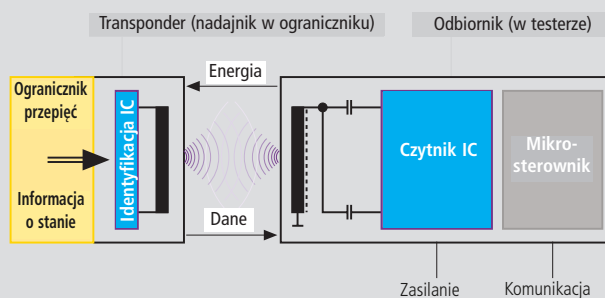 Transponder (nadajnik w ograniczniku)
Odbiornik (w testerze)
Ogranicznik
przepięć
Informacja
o stanie
Identyfikacja IC
Energia
Dane
Czytnik IC
Mikro-
sterownik
Zasilanie
Komunikacja